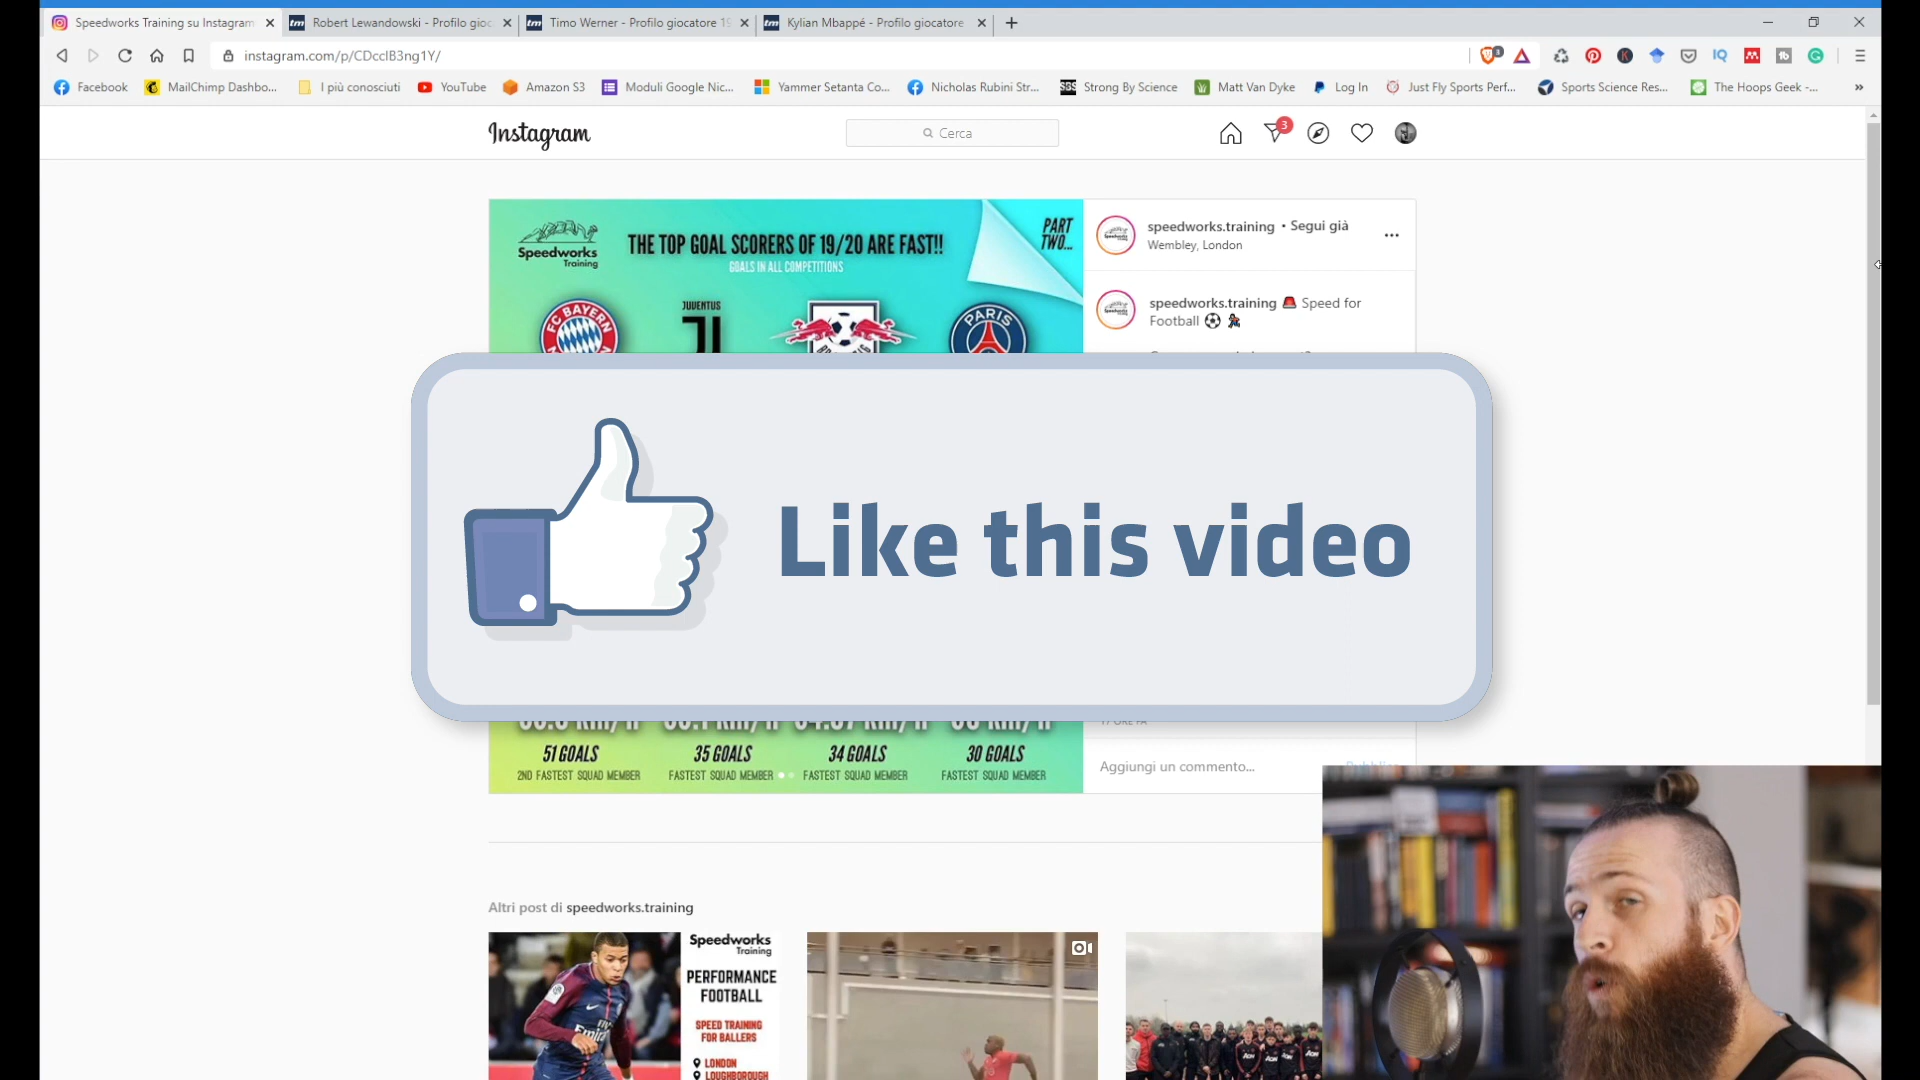 Speedworks Training su Instagram
Robert Lewandowski - Profilo gioc
Timo Werner - Profilo giocatore 19
Kylian Mbappé - Profilo giocatore
instagram.com/p/CDcclB3ng1Y/
Facebook
MailChimp Dashbo...
I più conosciuti
YouTube
Amazon S3
Moduli Google Nic...
Yammer Setanta Co...
Nicholas Rubini Str...
Strong By Science
Matt Van Dyke
Log In
Just Fly Sports Perf...
Sports Science Res...
The Hoops Geek -...
Instagram
Cerca
3
Speedworks
Training
THE TOP GOAL SCORERS OF 19/20 ARE FAST!!
GOALS IN ALL COMPETITIONS
PART
TWO...
FC BAYERN
JUVENTUS
PARIS
speedworks.training • Segui già
Wembley, London
speedworks.training 🚨 Speed for
Football ⚽
Like this video
51 GOALS
35 GOALS
34 GOALS
30 GOALS
2ND FASTEST SQUAD MEMBER
FASTEST SQUAD MEMBER
FASTEST SQUAD MEMBER
FASTEST SQUAD MEMBER
Aggiungi un commento...
Altri post di speedworks.training
Speedworks
Training
PERFORMANCE
FOOTBALL
SPEED TRAINING
FOR BALLERS
LONDON
LOUGHBOROUGH